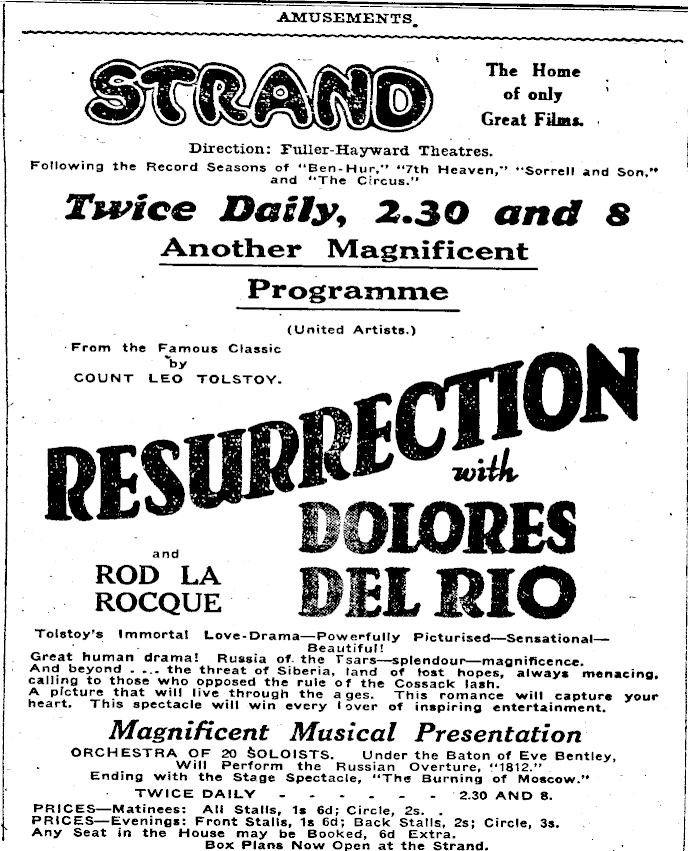 AMUSEMENTS.
STRAND
The Home
of only
Great Films.
Direction: Fuller-Hayward Theatres.
Following the Record Seasons of "Ben-Hur," "7th Heaven," "Sorrell and Son,"
and "The Circus."
Twice Daily, 2.30 and 8
Another Magnificent
Programme
(United Artists.)
From the Famous Classic
by
COUNT LEO TOLSTOY.
RESURRECTION
with
DOLORES
DEL RIO
and
ROD LA
ROCQUE
Tolstoy's Immortal Love-Drama—Powerfully Picturised—Sensational—
Beautiful!
Great human drama! Russia of the Tsars—splendour—magnificence.
And beyond .... the threat of Siberia, land of lost hopes, always menacing,
calling to those who opposed the rule of the Cossack lash.
A picture that will live through the ages. This romance will capture your
heart. This spectacle will win every lover of inspiring entertainment.
Magnificent Musical Presentation
ORCHESTRA OF 20 SOLOISTS. Under the Baton of Eve Bentley,
Will Perform the Russian Overture, "1812."
Ending with the Stage Spectacle, "The Burning of Moscow."
TWICE DAILY - - - - - - 2.30 AND 8.
PRICES—Matinees: All Stalls, 1s 6d; Circle, 2s.
PRICES—Evenings: Front Stalls, 1s 6d; Back Stalls, 2s; Circle, 3s.
Any Seat in the House may be Booked, 6d Extra.
Box Plans Now Open at the Strand.